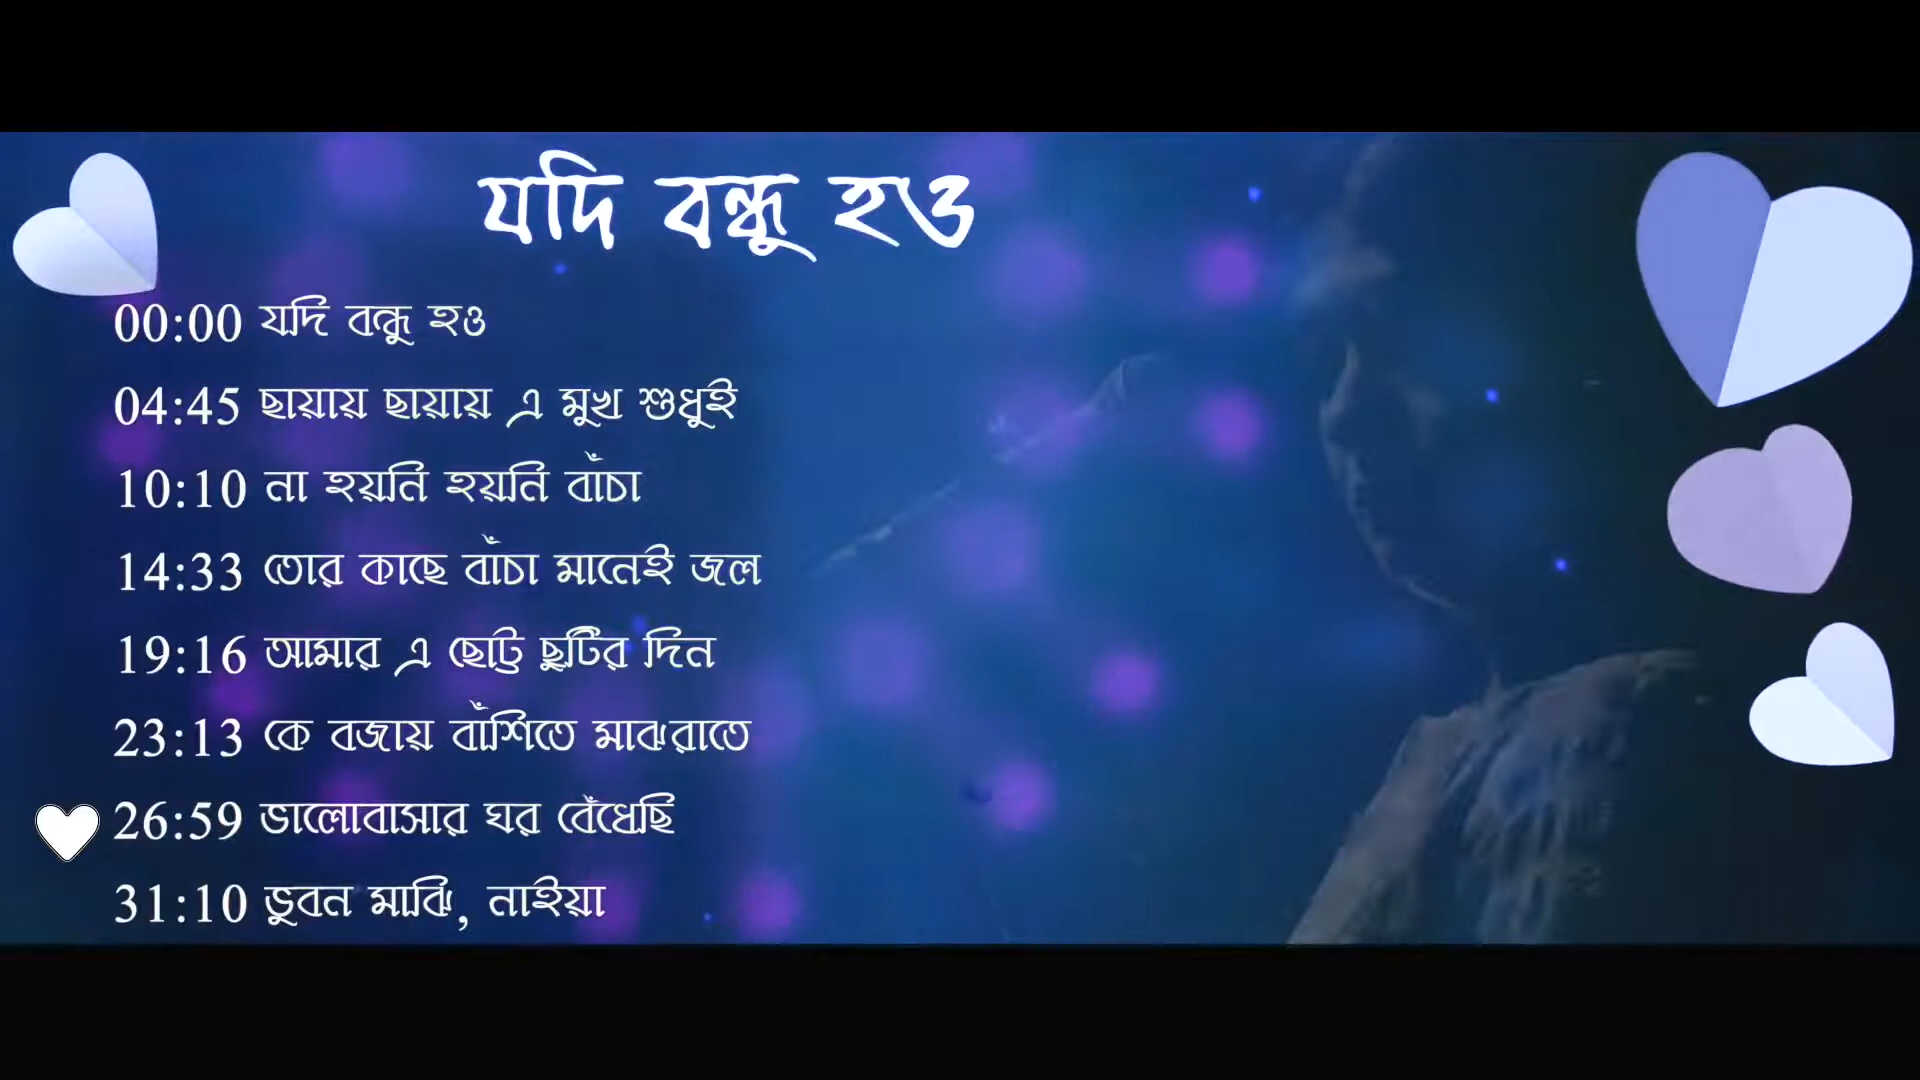 যদি বন্ধু হও
00:00 যদি বন্ধু হও
04:45 ছায়ায় ছায়ায় এ মুখ শুধুই
10:10 না হয়নি হয়নি বাঁচা
14:33 তোর কাছে বাঁচা মানেই জল
19:16 আমার এ ছোট্ট ছুটির দিন
23:13 কে বজায় বাঁশিতে মাঝরাতে
26:59 ভালোবাসার ঘর বেঁধেছি
31:10 ভুবন মাঝি, নাইয়া